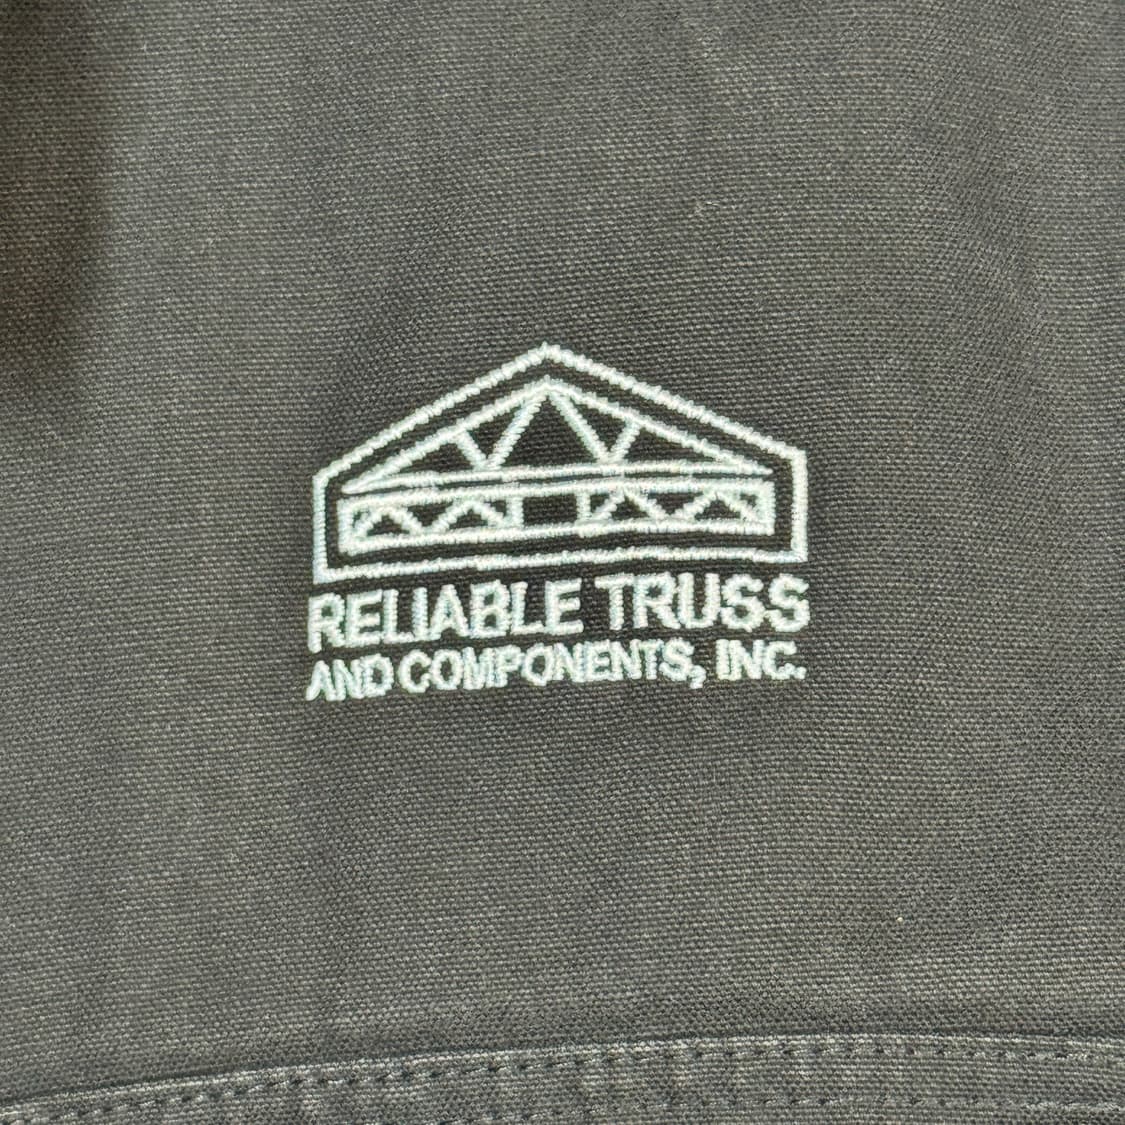 RELIABLE TRUSS
AND COMPONENTS, INC.